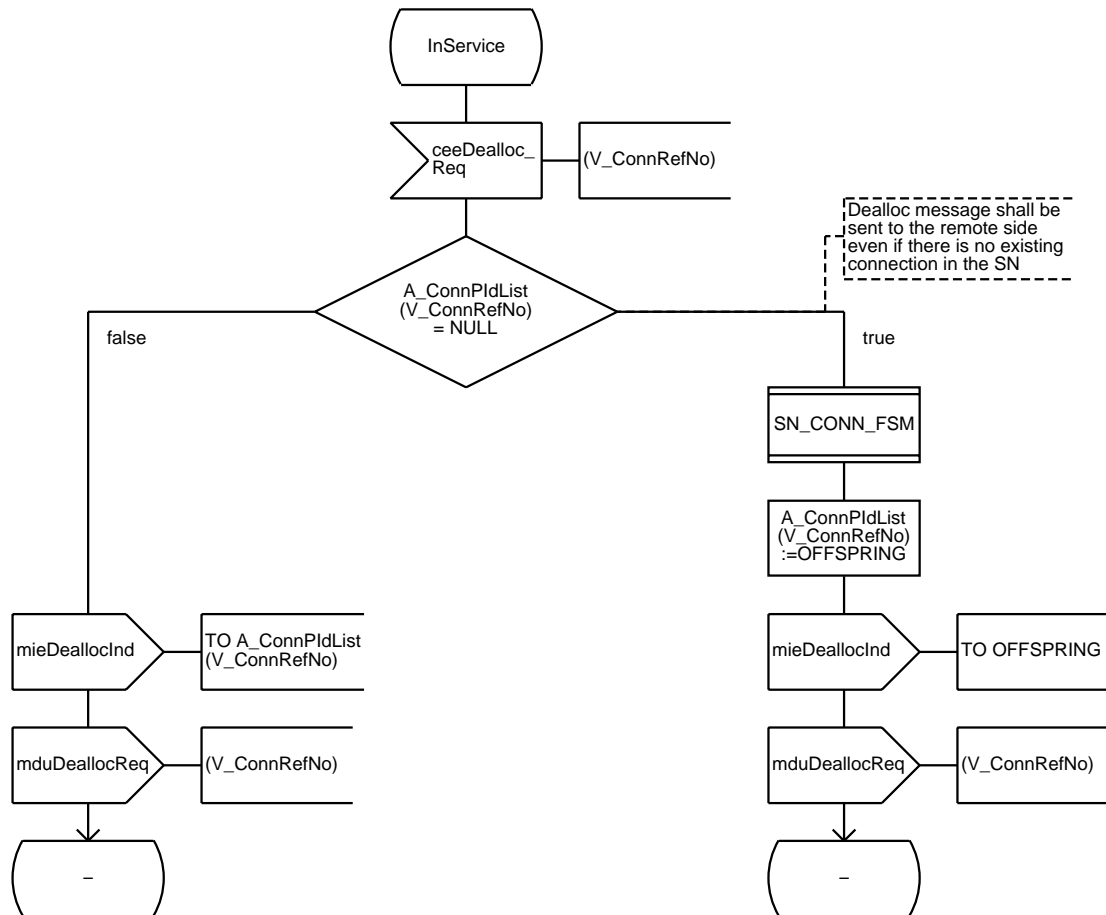 InService
ceeDealloc_
Req
(V_ConnRefNo)
Dealloc message shall be
sent to the remote side
even if there is no existing
connection in the SN
A_ConnPIdList
(V_ConnRefNo)
= NULL
false
true
SN_CONN_FSM
A_ConnPIdList
(V_ConnRefNo)
:=OFFSPRING
mieDeallocInd
TO A_ConnPIdList
(V_ConnRefNo)
mieDeallocInd
TO OFFSPRING
mduDeallocReq
(V_ConnRefNo)
mduDeallocReq
(V_ConnRefNo)
–
–